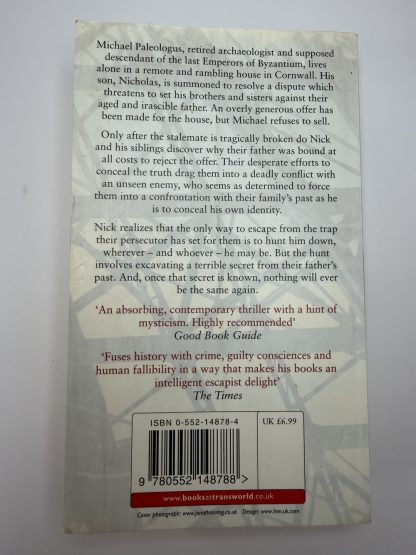 Michael Paleologus, retired archaeologist and supposed
descendant of the last Emperors of Byzantium, lives
alone in a remote and rambling house in Cornwall. His
son, Nicholas, is summoned to resolve a dispute which
threatens to set his brothers and sisters against their
aged and irascible father. An overly generous offer has
been made for the house, but Michael refuses to sell.
Only after the stalemate is tragically broken do Nick
and his siblings discover why their father was bound at
all costs to reject the offer. Their desperate efforts to
conceal the truth drag them into a deadly conflict with
an unseen enemy, who seems as determined to force
them into a confrontation with their family's past as he
is to conceal his own identity.
Nick realizes that the only way to escape from the trap
their persecutor has set for them is to hunt him down,
wherever – and whoever – he may be. But the hunt
involves excavating a terrible secret from their father's
past. And, once that secret is known, nothing will ever
be the same again.
'An absorbing, contemporary thriller with a hint of
mysticism. Highly recommended'
Good Book Guide
'Fuses history with crime, guilty consciences and
human fallibility in a way that makes his books an
intelligent escapist delight'
The Times
ISBN 0-552-14878-4
UK £6.99
9 780552 148788 >
www.booksattransworld.co.uk
Cover photograph: www.jonathanring.co.uk Design: www.hen.uk.com